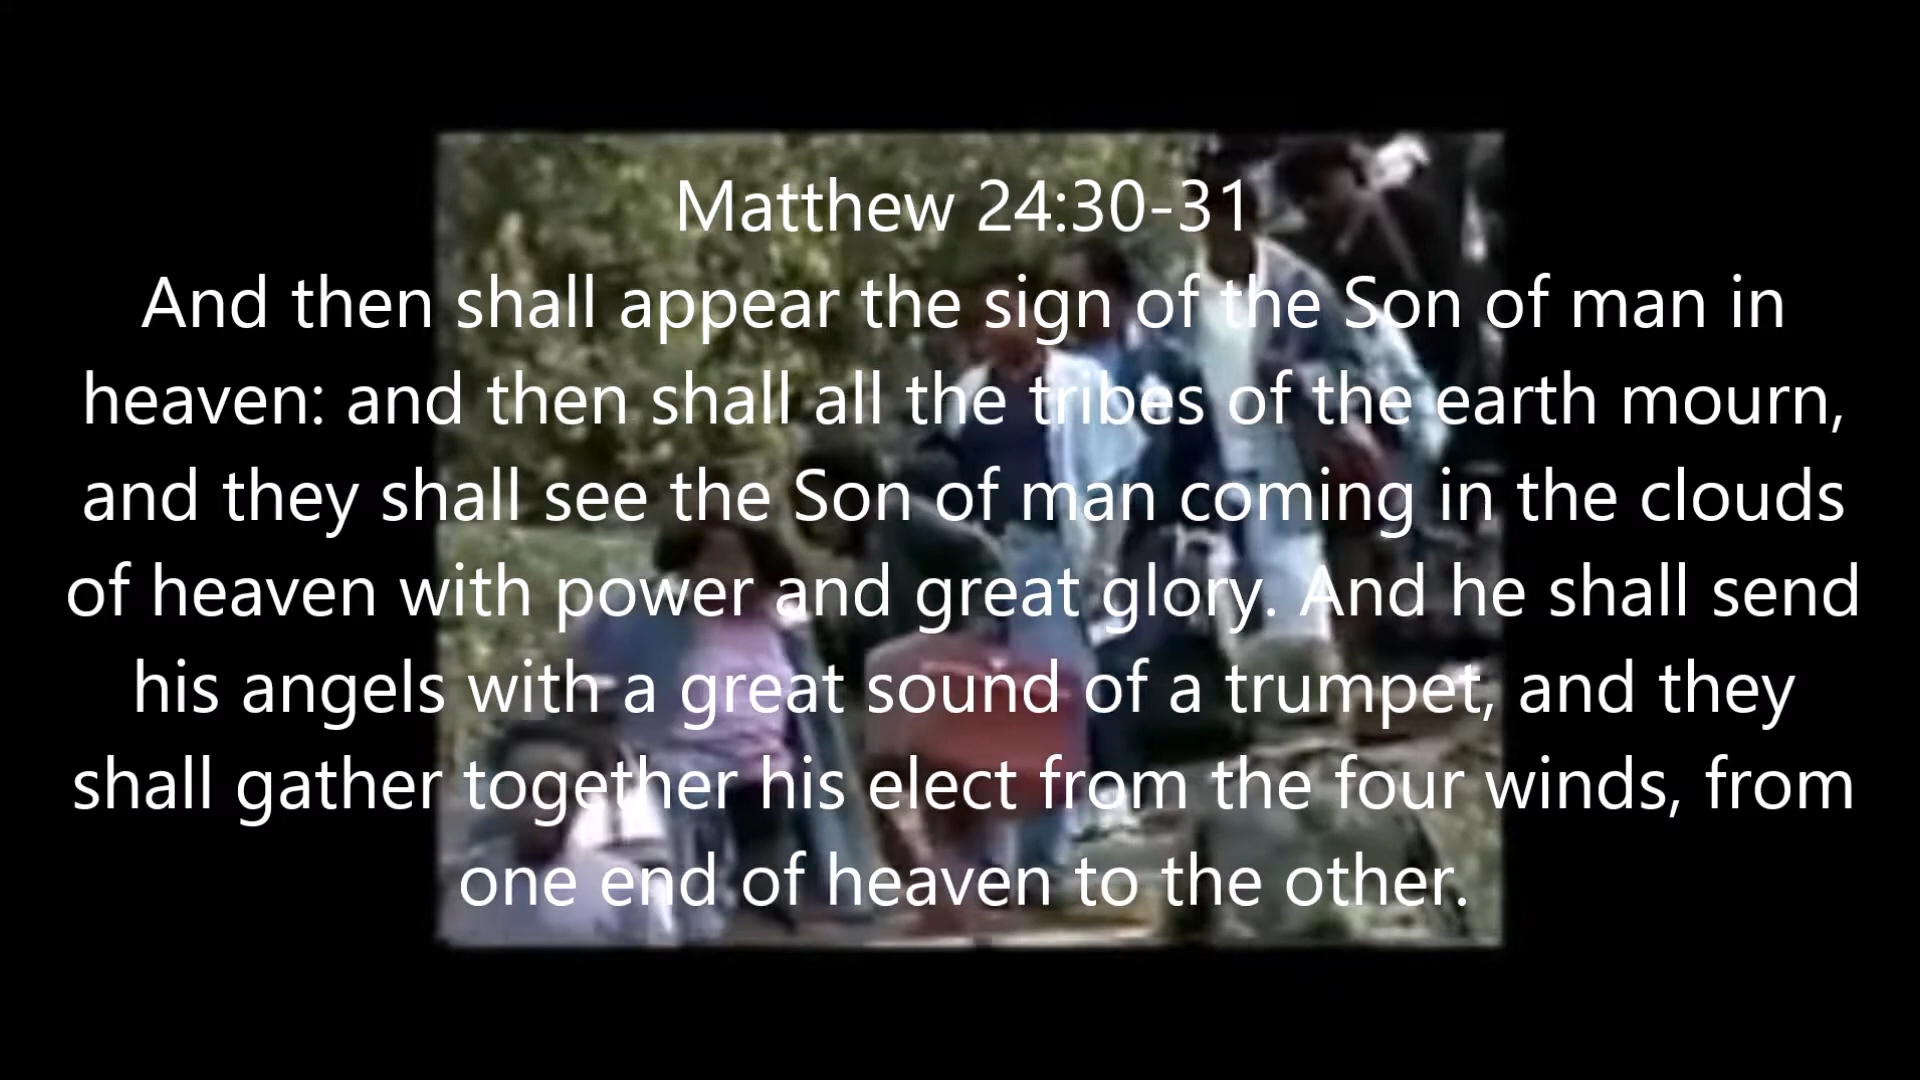 Matthew 24:30-31
And then shall appear the sign of the Son of man in
heaven: and then shall all the tribes of the earth mourn,
and they shall see the Son of man coming in the clouds
of heaven with power and great glory. And he shall send
his angels with a great sound of a trumpet, and they
shall gather together his elect from the four winds, from
one end of heaven to the other.